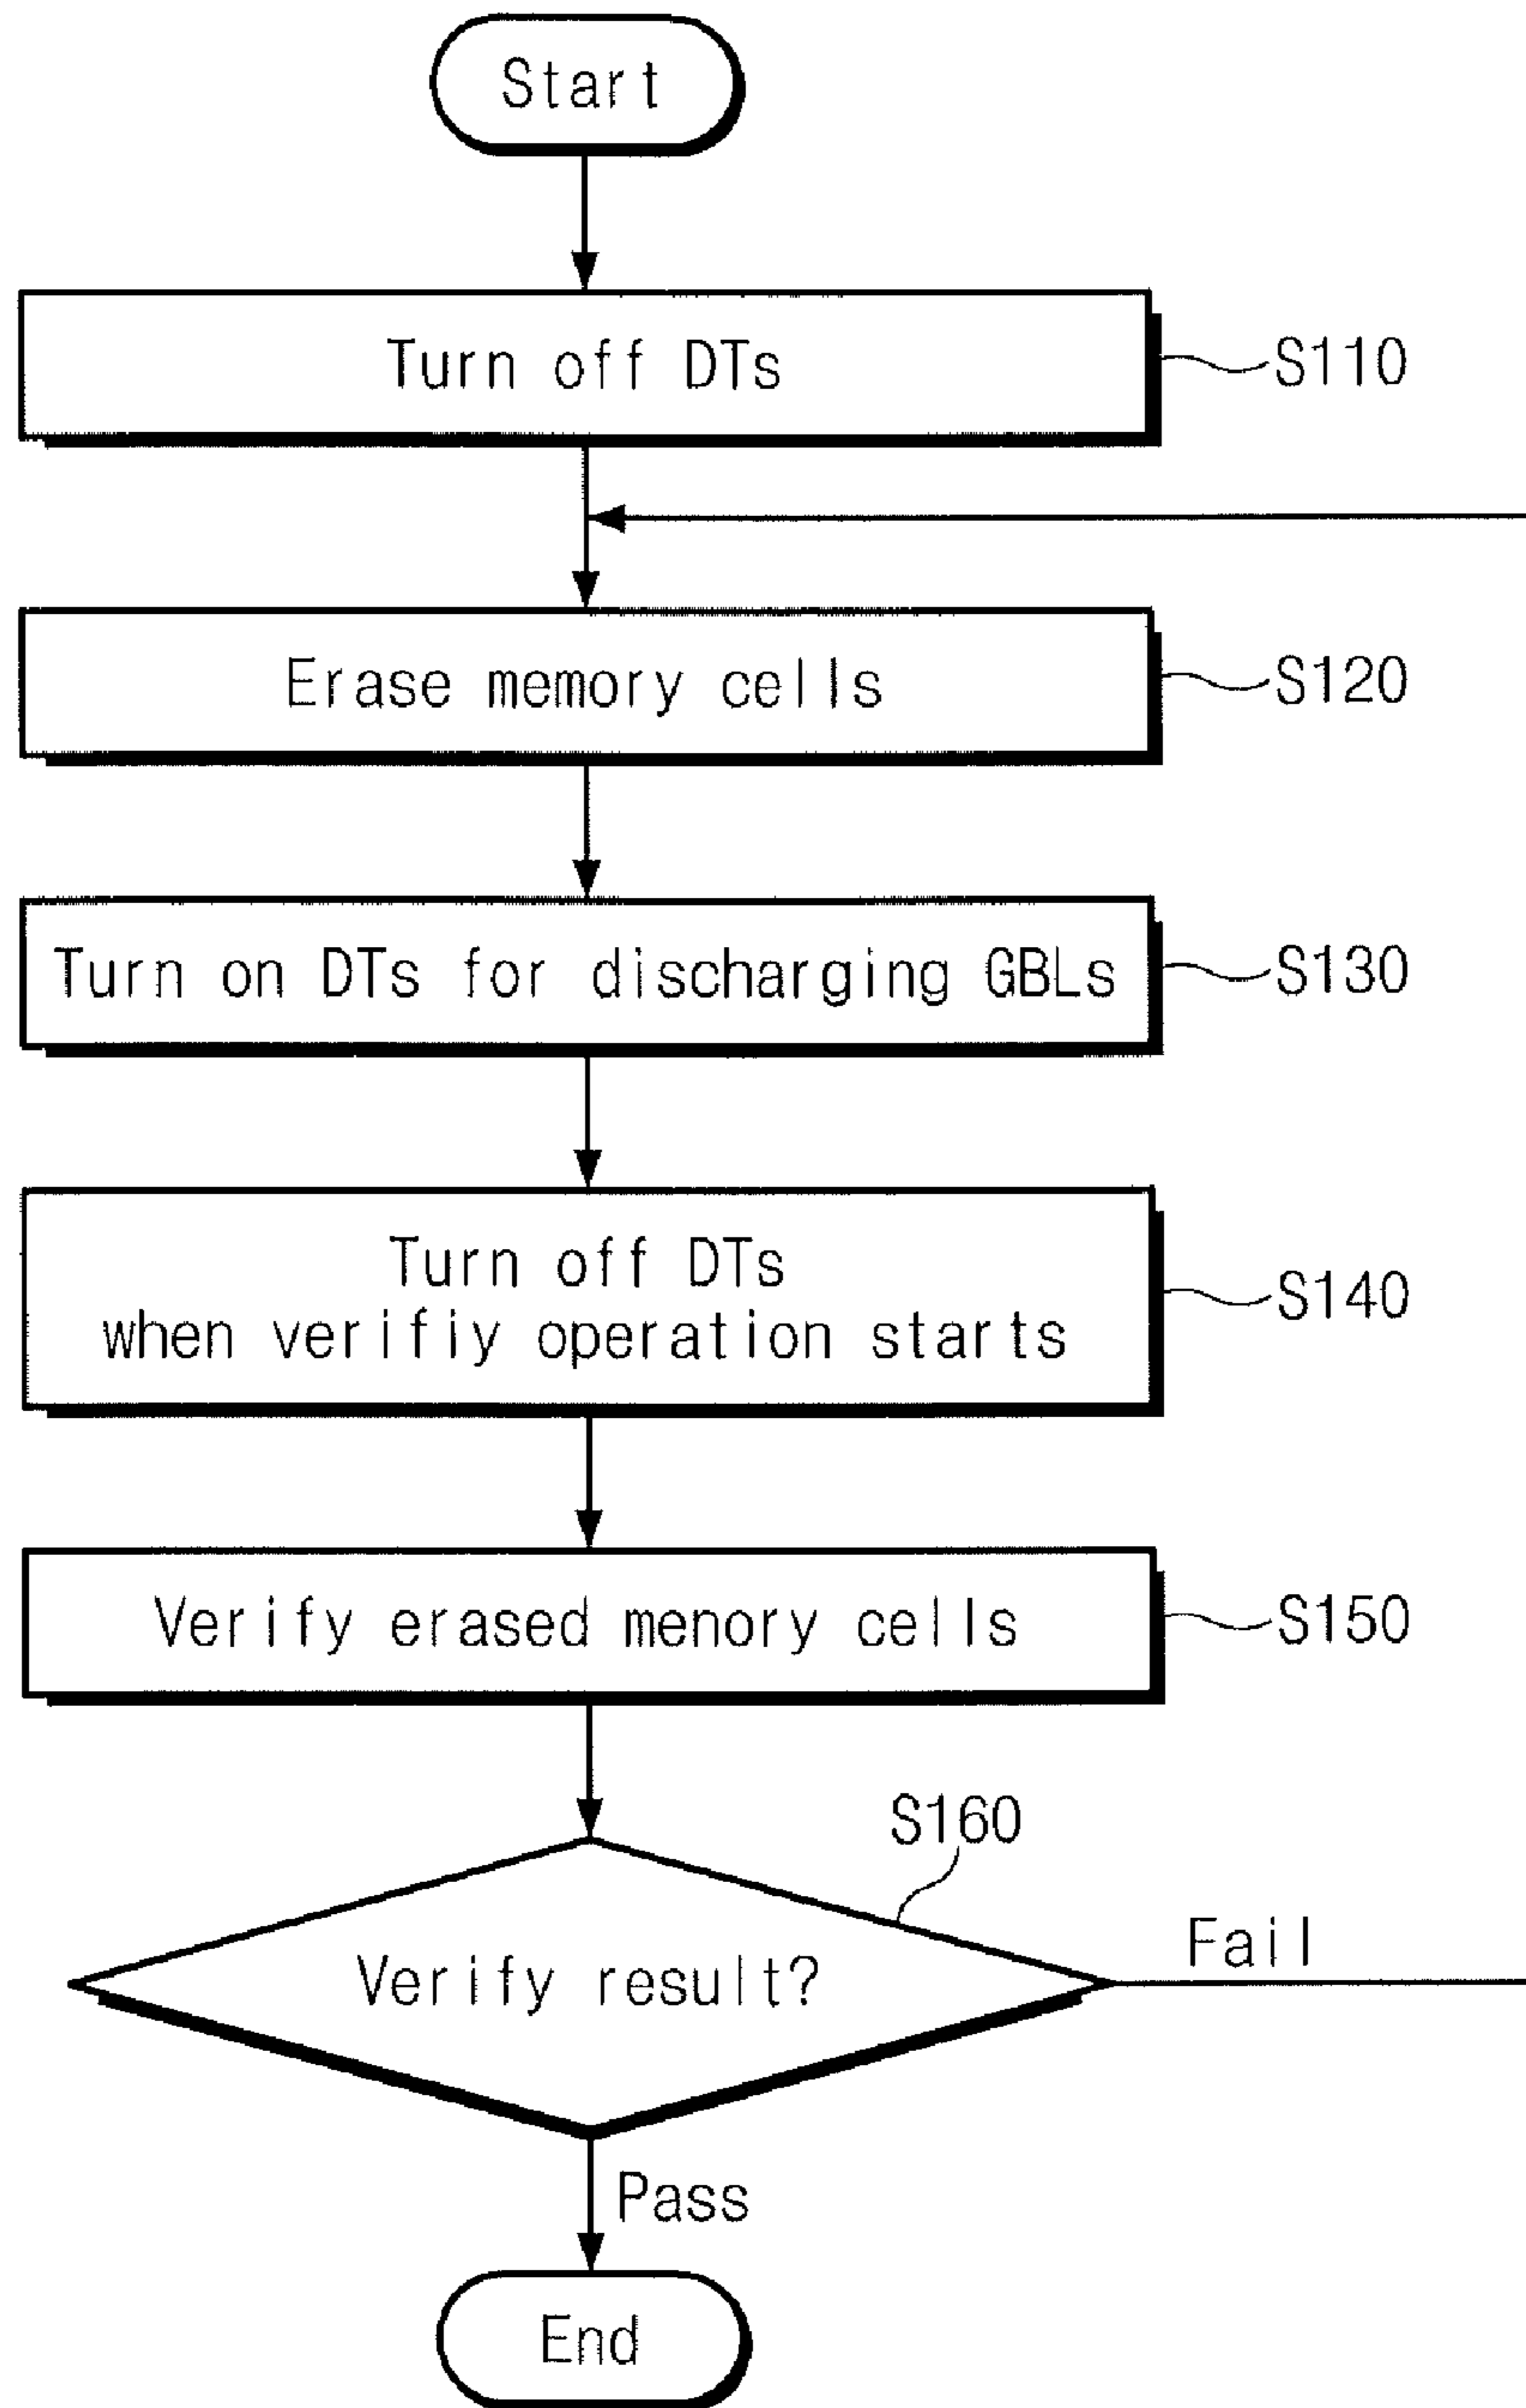 Start
Turn off DTs
S110
Erase memory cells
S120
Turn on DTs for discharging GBLs
S130
Turn off DTs
when verifiy operation starts
S140
Verify erased menory cells
S150
S160
Verify result?
Fail
Pass
End